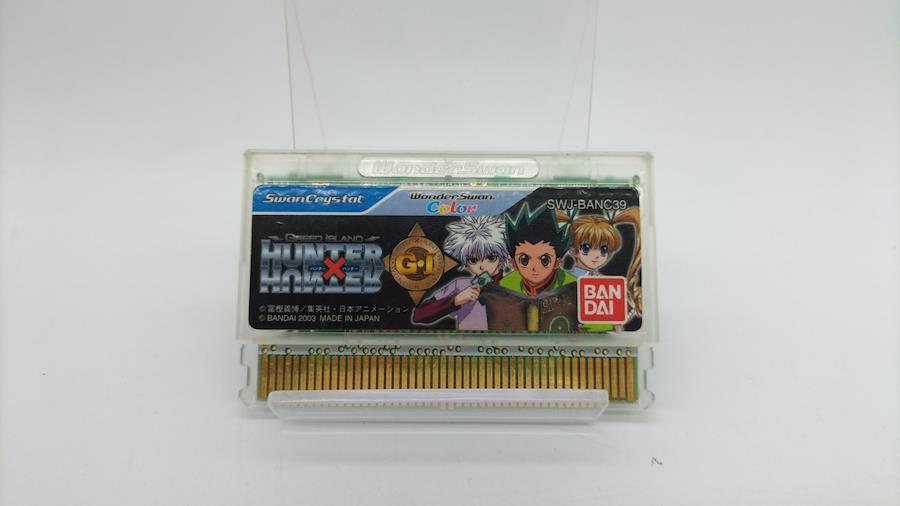 WonderSwan
SwanCrystal
WonderSwan
Color
SWJ-BANC39
GREED ISLAND
HUNTER
×
ハンター ハンター
HUNTER
G·I
BAN
DAI
© 冨樫義博／集英社・日本アニメーション
© BANDAI 2003 MADE IN JAPAN